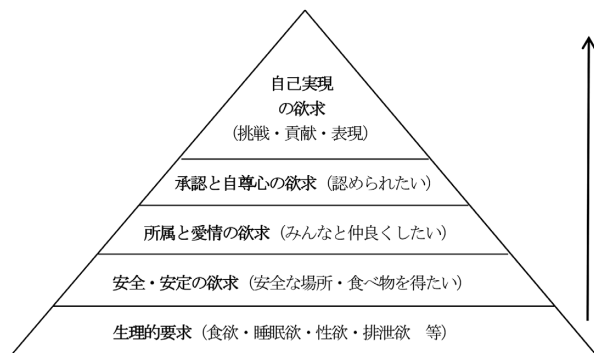 自己実現
の欲求
（挑戦・貢献・表現）
承認と自尊心の欲求（認められたい）
所属と愛情の欲求（みんなと仲良くしたい）
安全・安定の欲求（安全な場所・食べ物を得たい）
生理的要求（食欲・睡眠欲・性欲・排泄欲　等）